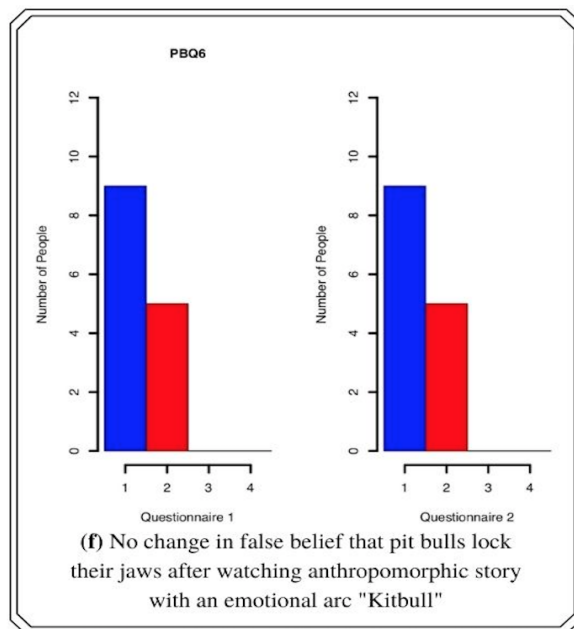 PBQ6
12
10
8
6
4
2
0
Number of People
1 2 3 4
Questionnaire 1
12
10
8
6
4
2
0
Number of People
1 2 3 4
Questionnaire 2
(f) No change in false belief that pit bulls lock
their jaws after watching anthropomorphic story
with an emotional arc "Kitbull"